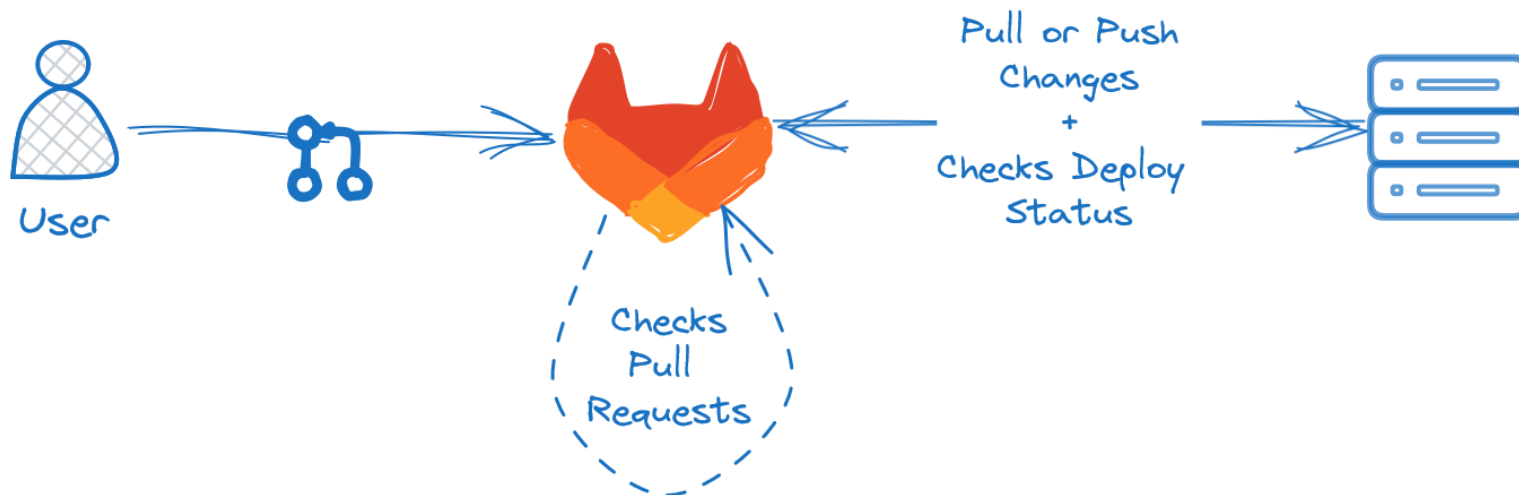 User
Checks
Pull
Requests
Pull or Push
Changes
+
Checks Deploy
Status